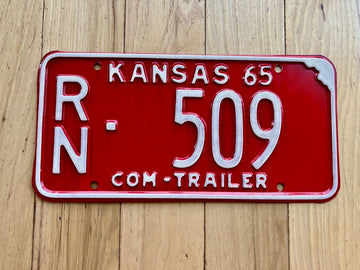 KANSAS 65
RN - 509
COM-TRAILER